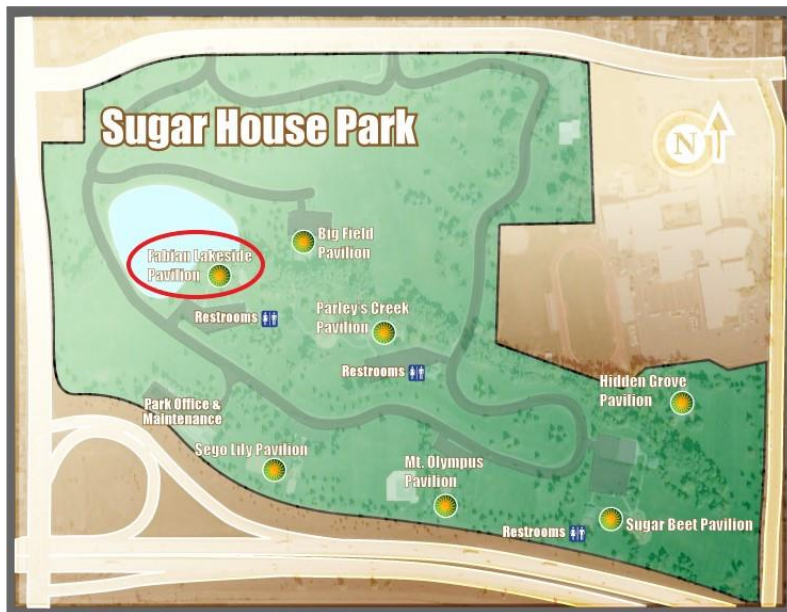 Sugar House Park
N
Big Field
Pavilion
Fabian Lakeside
Pavilion
Restrooms
Parley's Creek
Pavilion
Restrooms
Hidden Grove
Pavilion
Park Office &
Maintenance
Sego Lily Pavilion
Mt. Olympus
Pavilion
Restrooms
Sugar Beet Pavilion